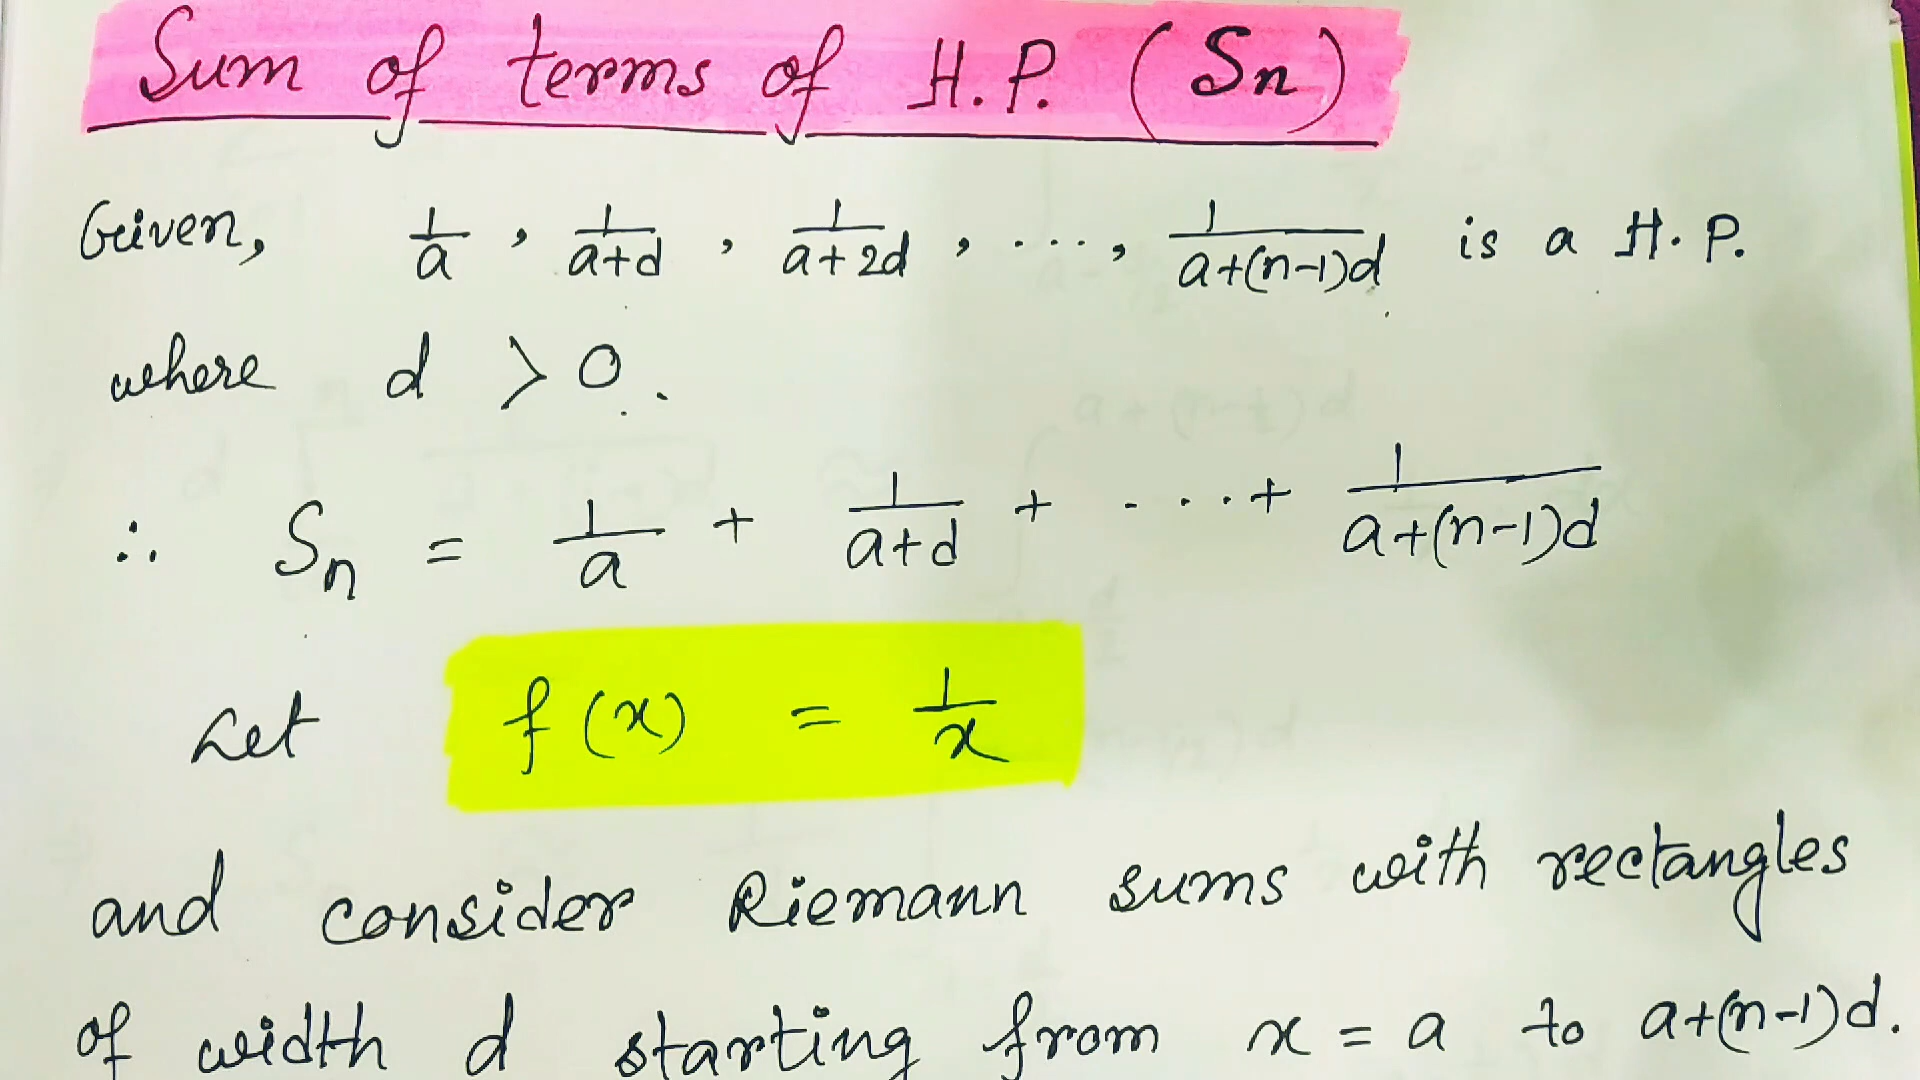 Sum of terms of H.P. (Sn)
Given, 1/a, 1/(a+d), 1/(a+2d), ..., 1/(a+(n-1)d) is a H.P.
where d > 0.
∴ Sn = 1/a + 1/(a+d) + ...+ 1/(a+(n-1)d)
Let f(x) = 1/x
and consider Riemann sums with rectangles
of width d starting from x = a to a+(n-1)d.